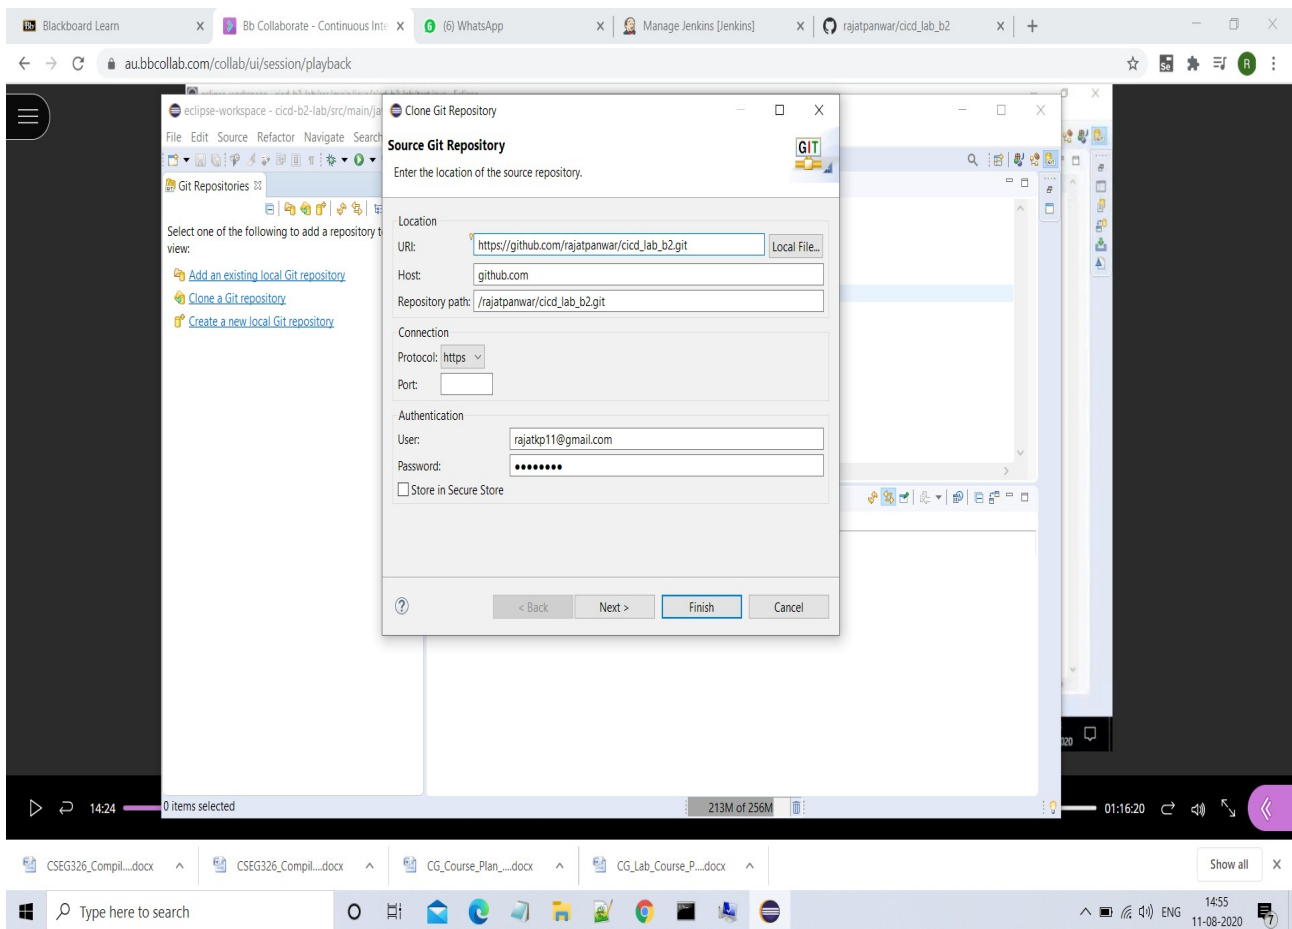 Blackboard Learn
Bb Collaborate - Continuous Inte
(6) WhatsApp
Manage Jenkins [Jenkins]
rajatpanwar/cicd_lab_b2
au.bbcollab.com/collab/ui/session/playback
eclipse-workspace - cicd-b2-lab/src/main/ja
File Edit Source Refactor Navigate Search
Git Repositories
Select one of the following to add a repository t
view:
Add an existing local Git repository
Clone a Git repository
Create a new local Git repository
Clone Git Repository
Source Git Repository
Enter the location of the source repository.
GIT
Location
URI: https://github.com/rajatpanwar/cicd_lab_b2.git Local File...
Host: github.com
Repository path: /rajatpanwar/cicd_lab_b2.git
Connection
Protocol: https
Port:
Authentication
User: rajatkp11@gmail.com
Password: ••••••••
Store in Secure Store
< Back Next > Finish Cancel
0 items selected
213M of 256M
14:24
01:16:20
CSEG326_Compil....docx
CSEG326_Compil....docx
CG_Course_Plan_....docx
CG_Lab_Course_P....docx
Show all
Type here to search
ENG
14:55
11-08-2020
7